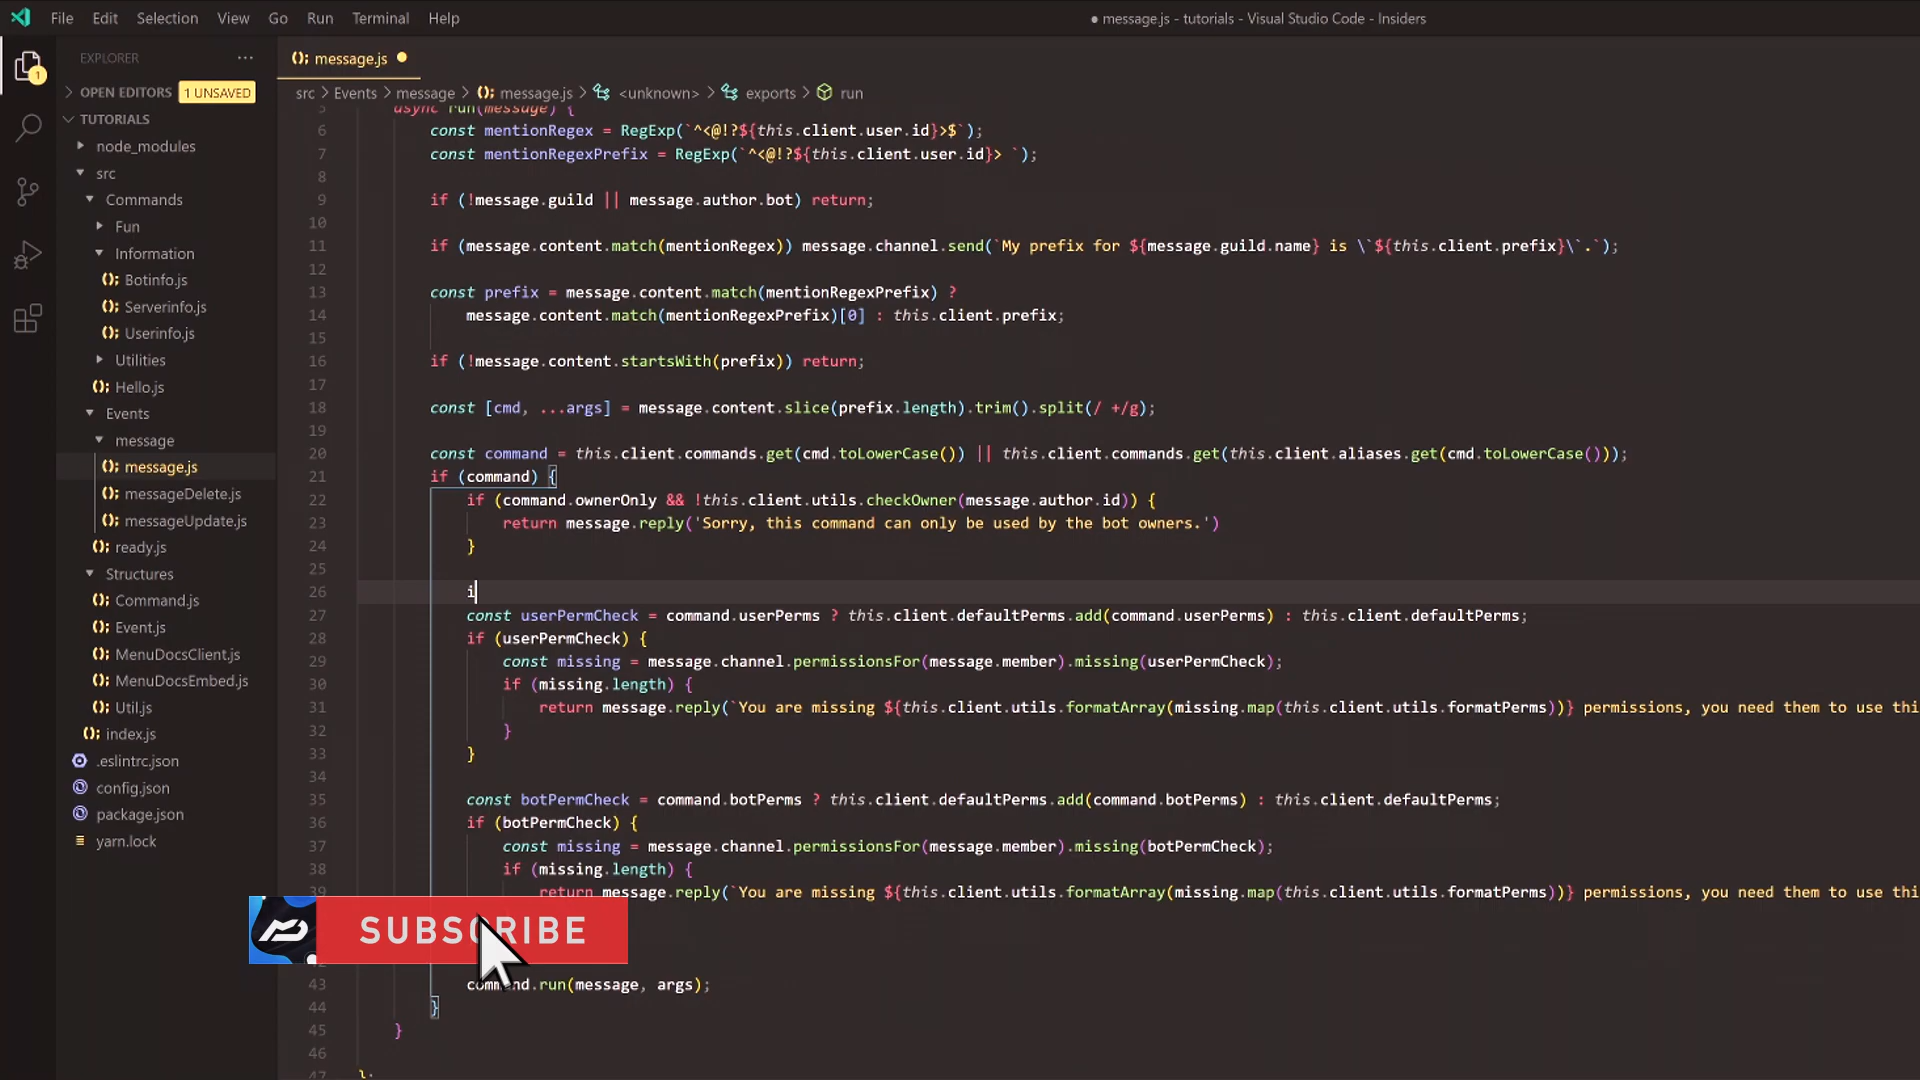 File Edit Selection View Go Run Terminal Help
● message.js - tutorials - Visual Studio Code - Insiders
EXPLORER ···
OPEN EDITORS 1 UNSAVED
TUTORIALS
node_modules
src
Commands
Fun
Information
Botinfo.js
Serverinfo.js
Userinfo.js
Utilities
Hello.js
Events
message
message.js
messageDelete.js
messageUpdate.js
ready.js
Structures
Command.js
Event.js
MenuDocsClient.js
MenuDocsEmbed.js
Util.js
index.js
.eslintrc.json
config.json
package.json
yarn.lock
1
message.js ●
src > Events > message > message.js > <unknown> > exports > run
5 async run(message) {
6 const mentionRegex = RegExp(`^<@!?${this.client.user.id}>$`);
7 const mentionRegexPrefix = RegExp(`^<@!?${this.client.user.id}> `);
8
9 if (!message.guild || message.author.bot) return;
10
11 if (message.content.match(mentionRegex)) message.channel.send(`My prefix for ${message.guild.name} is \`${this.client.prefix}\`.`);
12
13 const prefix = message.content.match(mentionRegexPrefix) ?
14 message.content.match(mentionRegexPrefix)[0] : this.client.prefix;
15
16 if (!message.content.startsWith(prefix)) return;
17
18 const [cmd, ...args] = message.content.slice(prefix.length).trim().split(/ +/g);
19
20 const command = this.client.commands.get(cmd.toLowerCase()) || this.client.commands.get(this.client.aliases.get(cmd.toLowerCase()));
21 if (command) {
22 if (command.ownerOnly && !this.client.utils.checkOwner(message.author.id)) {
23 return message.reply('Sorry, this command can only be used by the bot owners.')
24 }
25
26 i
27 const userPermCheck = command.userPerms ? this.client.defaultPerms.add(command.userPerms) : this.client.defaultPerms;
28 if (userPermCheck) {
29 const missing = message.channel.permissionsFor(message.member).missing(userPermCheck);
30 if (missing.length) {
31 return message.reply(`You are missing ${this.client.utils.formatArray(missing.map(this.client.utils.formatPerms))} permissions, you need them to use thi
32 }
33 }
34
35 const botPermCheck = command.botPerms ? this.client.defaultPerms.add(command.botPerms) : this.client.defaultPerms;
36 if (botPermCheck) {
37 const missing = message.channel.permissionsFor(message.member).missing(botPermCheck);
38 if (missing.length) {
39 return message.reply(`You are missing ${this.client.utils.formatArray(missing.map(this.client.utils.formatPerms))} permissions, you need them to use thi
SUBSCRIBE
43 command.run(message, args);
44 }
45 }
46
47 };